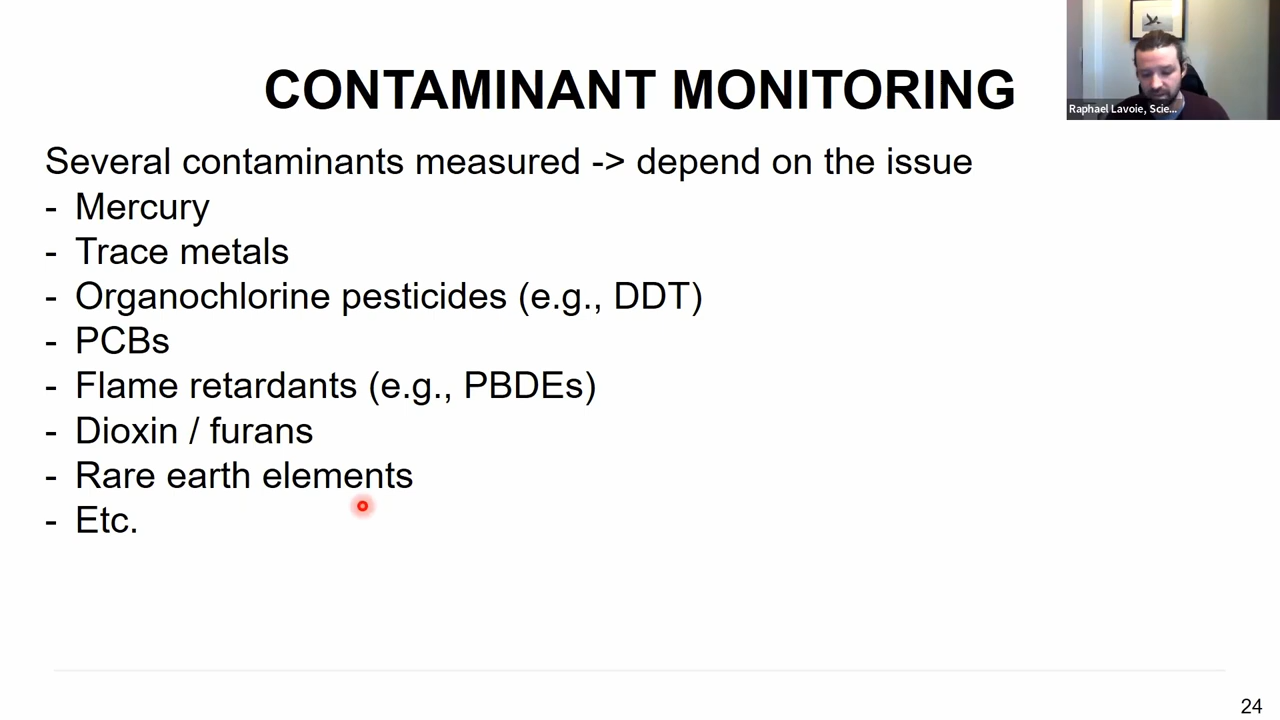 CONTAMINANT MONITORING
Raphael Lavoie, Scie...
Several contaminants measured -> depend on the issue
- Mercury
- Trace metals
- Organochlorine pesticides (e.g., DDT)
- PCBs
- Flame retardants (e.g., PBDEs)
- Dioxin / furans
- Rare earth elements
- Etc.
24